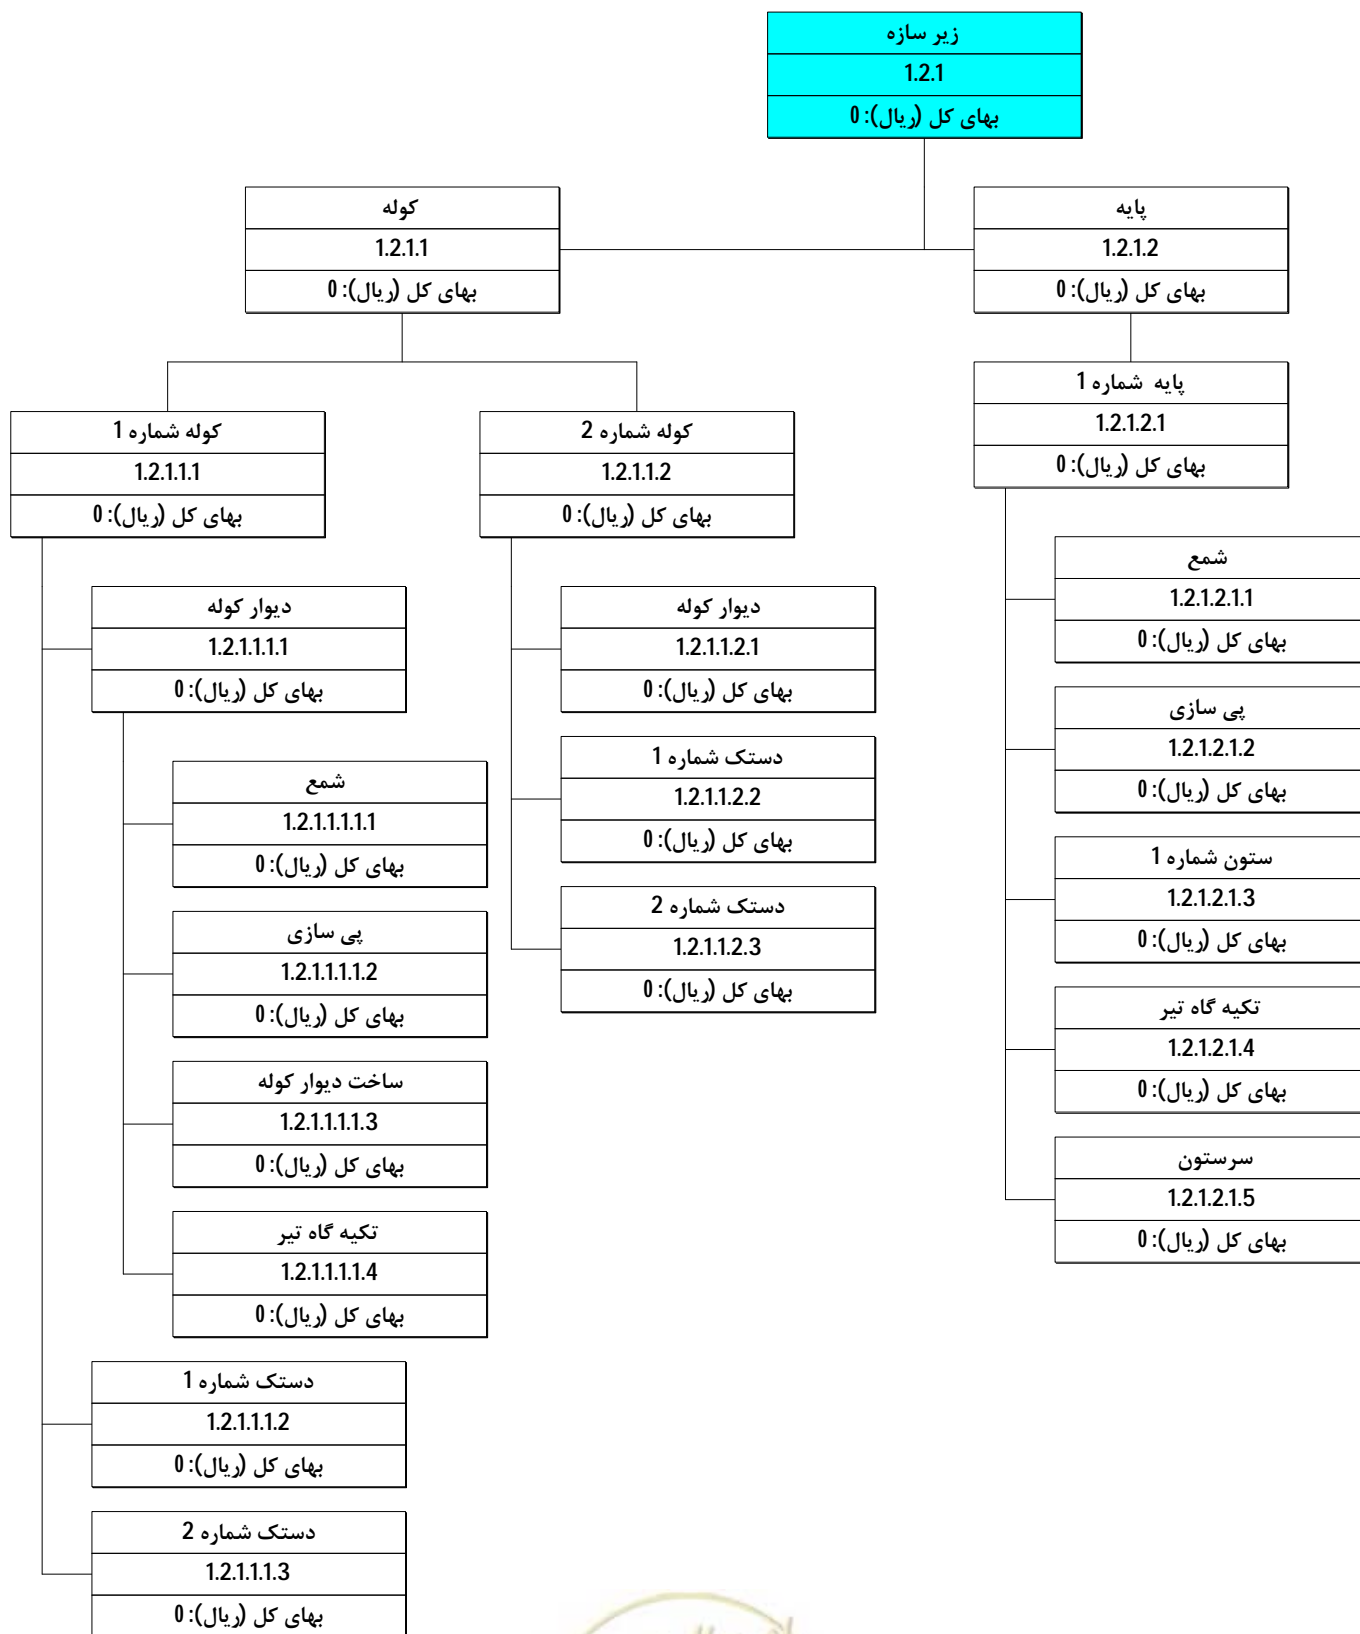 زیر سازه
1.2.1
بهای کل (ریال): 0
کوله
1.2.1.1
بهای کل (ریال): 0
پایه
1.2.1.2
بهای کل (ریال): 0
کوله شماره 1
1.2.1.1.1
بهای کل (ریال): 0
کوله شماره 2
1.2.1.1.2
بهای کل (ریال): 0
پایه شماره 1
1.2.1.2.1
بهای کل (ریال): 0
دیوار کوله
1.2.1.1.1.1
بهای کل (ریال): 0
شمع
1.2.1.1.1.1.1
بهای کل (ریال): 0
پی سازی
1.2.1.1.1.1.2
بهای کل (ریال): 0
ساخت دیوار کوله
1.2.1.1.1.1.3
بهای کل (ریال): 0
تکیه گاه تیر
1.2.1.1.1.1.4
بهای کل (ریال): 0
دستک شماره 1
1.2.1.1.1.2
بهای کل (ریال): 0
دستک شماره 2
1.2.1.1.1.3
بهای کل (ریال): 0
دیوار کوله
1.2.1.1.2.1
بهای کل (ریال): 0
دستک شماره 1
1.2.1.1.2.2
بهای کل (ریال): 0
دستک شماره 2
1.2.1.1.2.3
بهای کل (ریال): 0
شمع
1.2.1.2.1.1
بهای کل (ریال): 0
پی سازی
1.2.1.2.1.2
بهای کل (ریال): 0
ستون شماره 1
1.2.1.2.1.3
بهای کل (ریال): 0
تکیه گاه تیر
1.2.1.2.1.4
بهای کل (ریال): 0
سرستون
1.2.1.2.1.5
بهای کل (ریال): 0